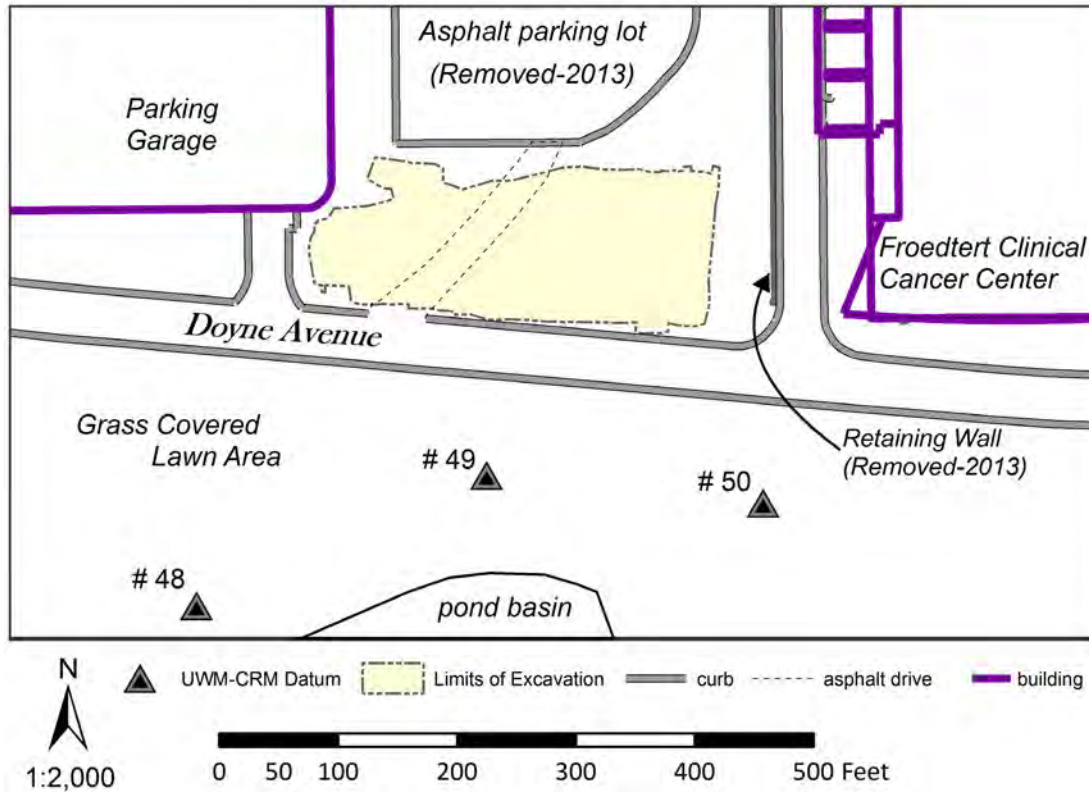 Asphalt parking lot
(Removed-2013)
Parking
Garage
Froedtert Clinical
Cancer Center
Doyne Avenue
Grass Covered
Lawn Area
Retaining Wall
(Removed-2013)
# 49
# 50
# 48
pond basin
N
UWM-CRM Datum
Limits of Excavation
curb
asphalt drive
building
1:2,000
0 50 100 200 300 400 500 Feet